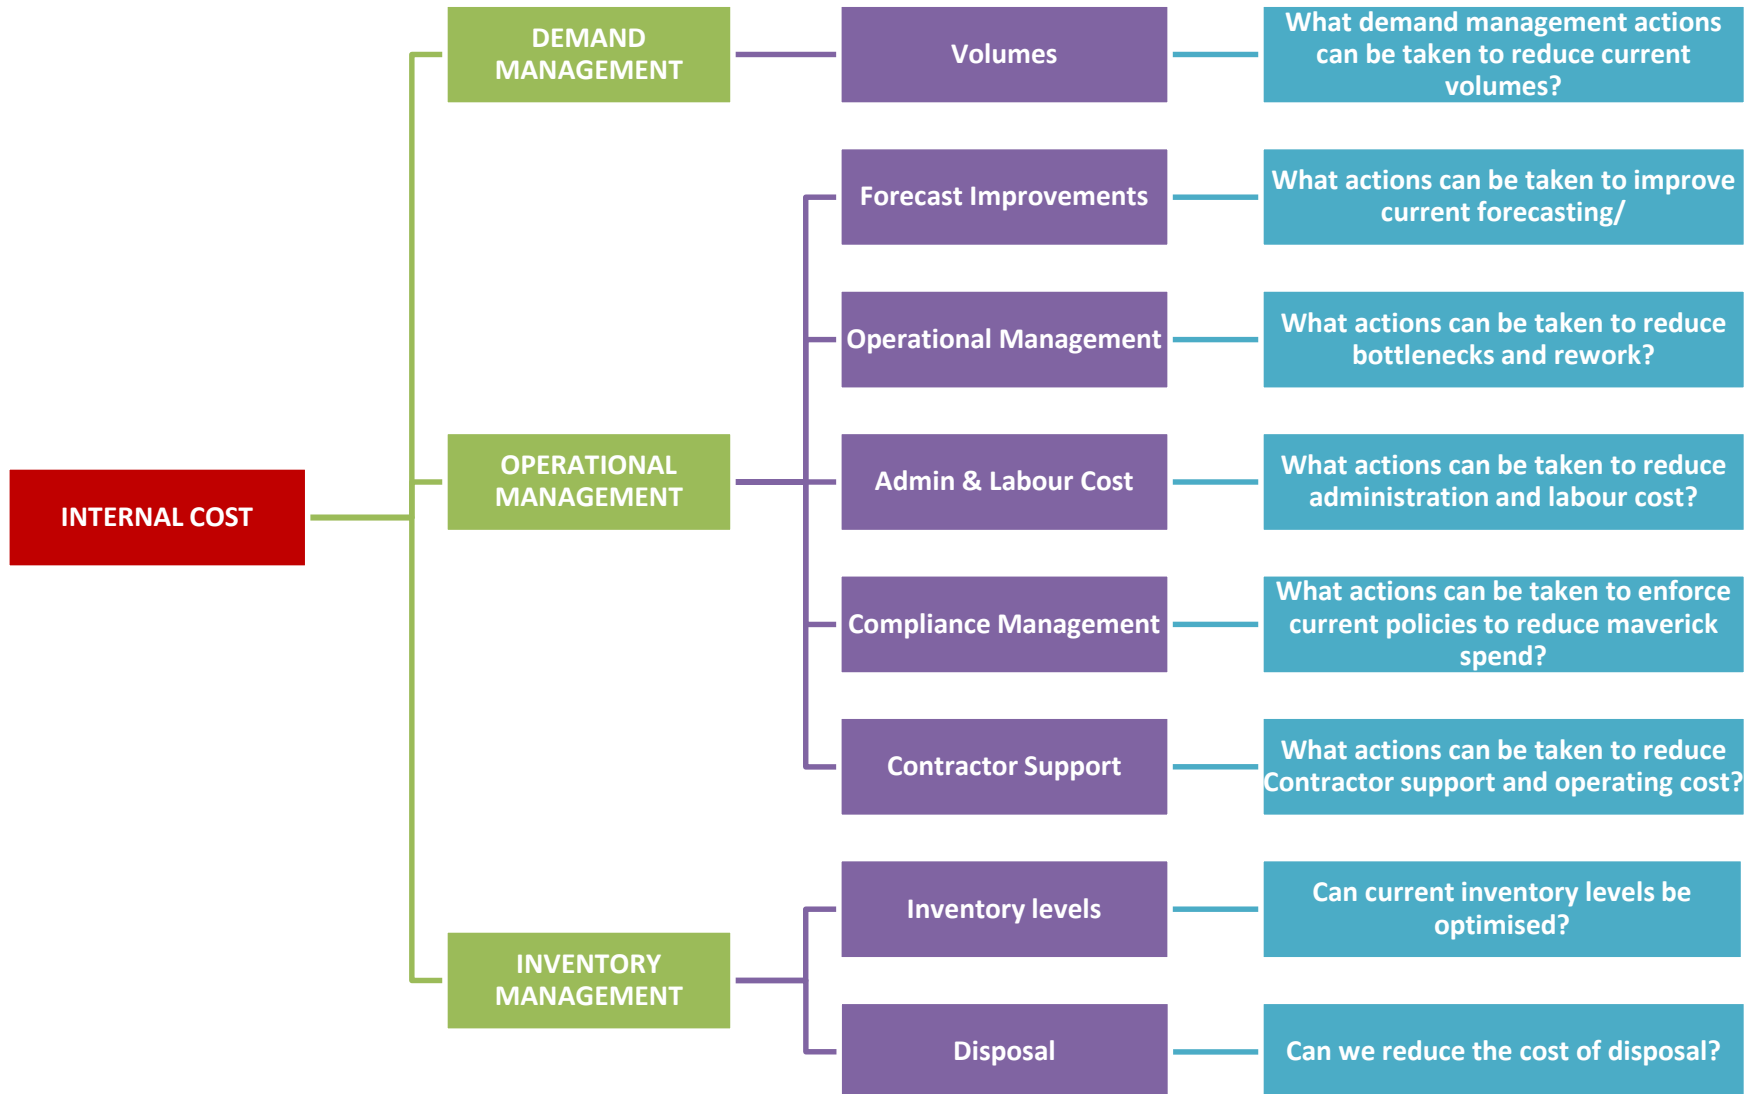 DEMAND
MANAGEMENT
Volumes
What demand management actions
can be taken to reduce current
volumes?
Forecast Improvements
What actions can be taken to improve
current forecasting/
Operational Management
What actions can be taken to reduce
bottlenecks and rework?
INTERNAL COST
OPERATIONAL
MANAGEMENT
Admin & Labour Cost
What actions can be taken to reduce
administration and labour cost?
Compliance Management
What actions can be taken to enforce
current policies to reduce maverick
spend?
Contractor Support
What actions can be taken to reduce
Contractor support and operating cost?
INVENTORY
MANAGEMENT
Inventory levels
Can current inventory levels be
optimised?
Disposal
Can we reduce the cost of disposal?